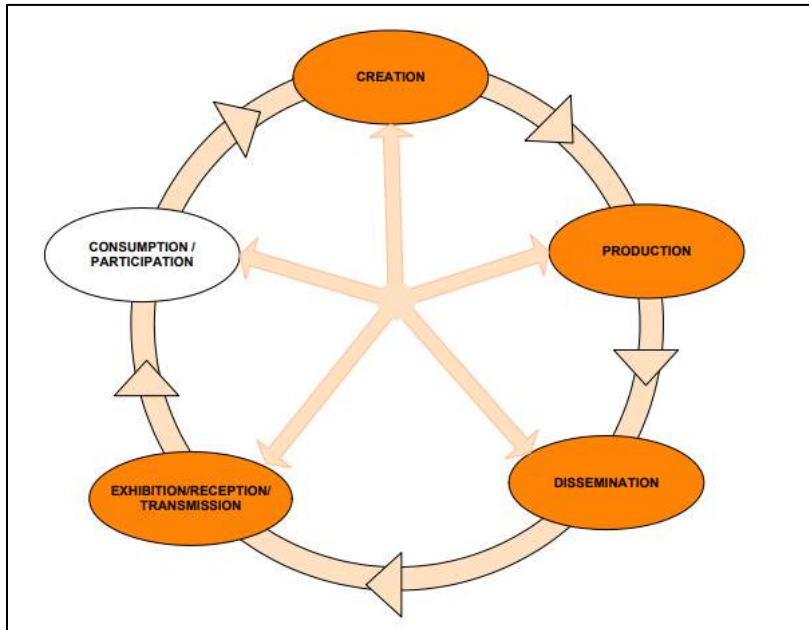 CREATION
PRODUCTION
DISSEMINATION
EXHIBITION/RECEPTION/
TRANSMISSION
CONSUMPTION /
PARTICIPATION